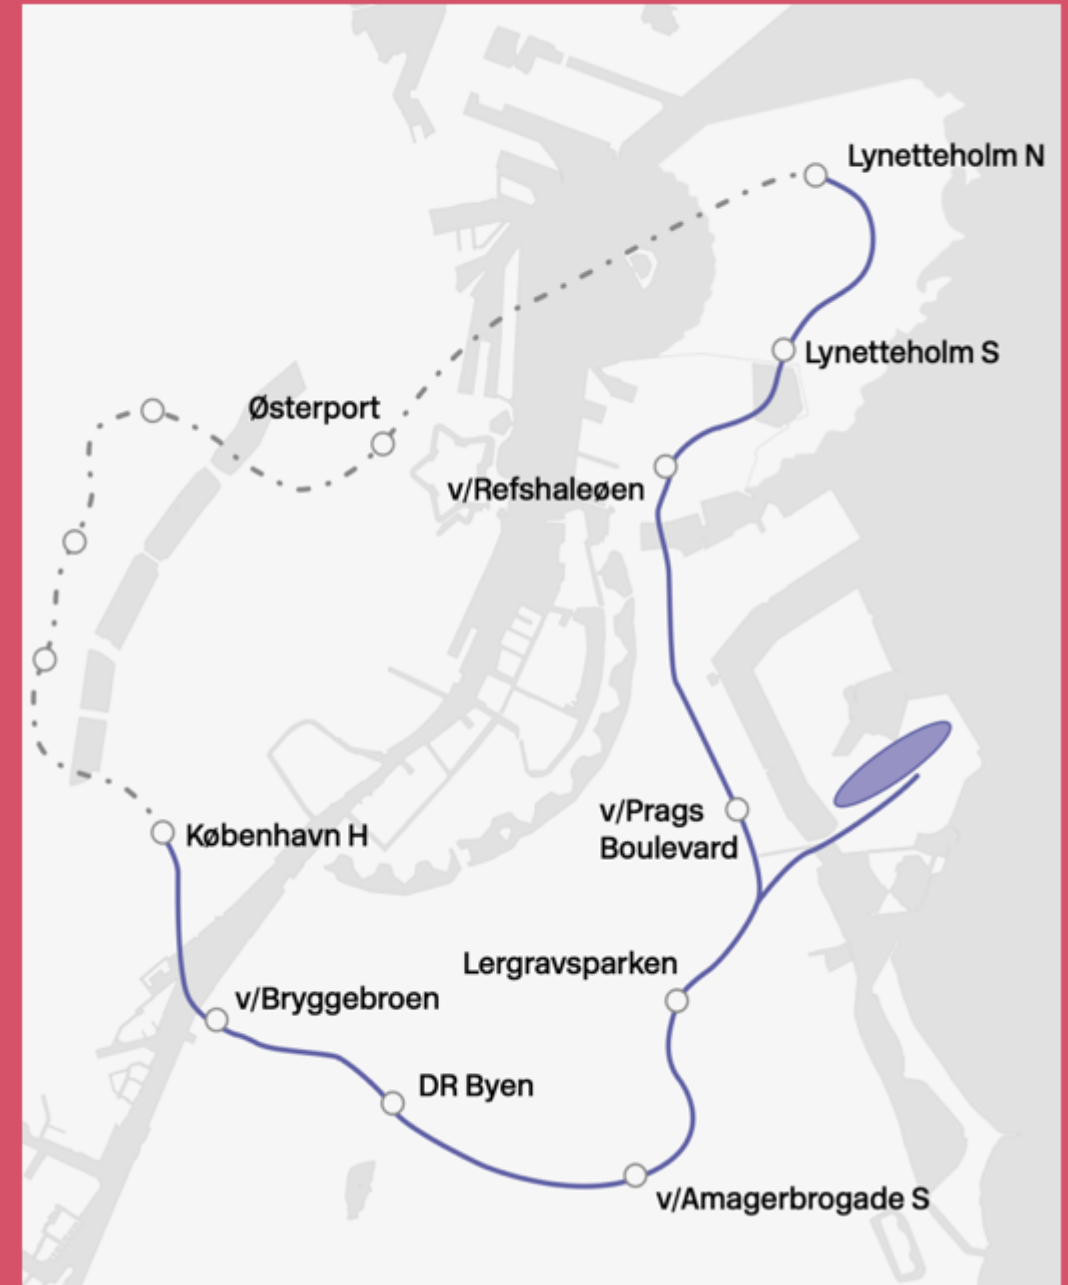 Lynetteholm N
Lynetteholm S
Østerport
v/Refshaleøen
v/Prags
Boulevard
København H
Lergravsparken
v/Bryggebroen
DR Byen
v/Amagerbrogade S